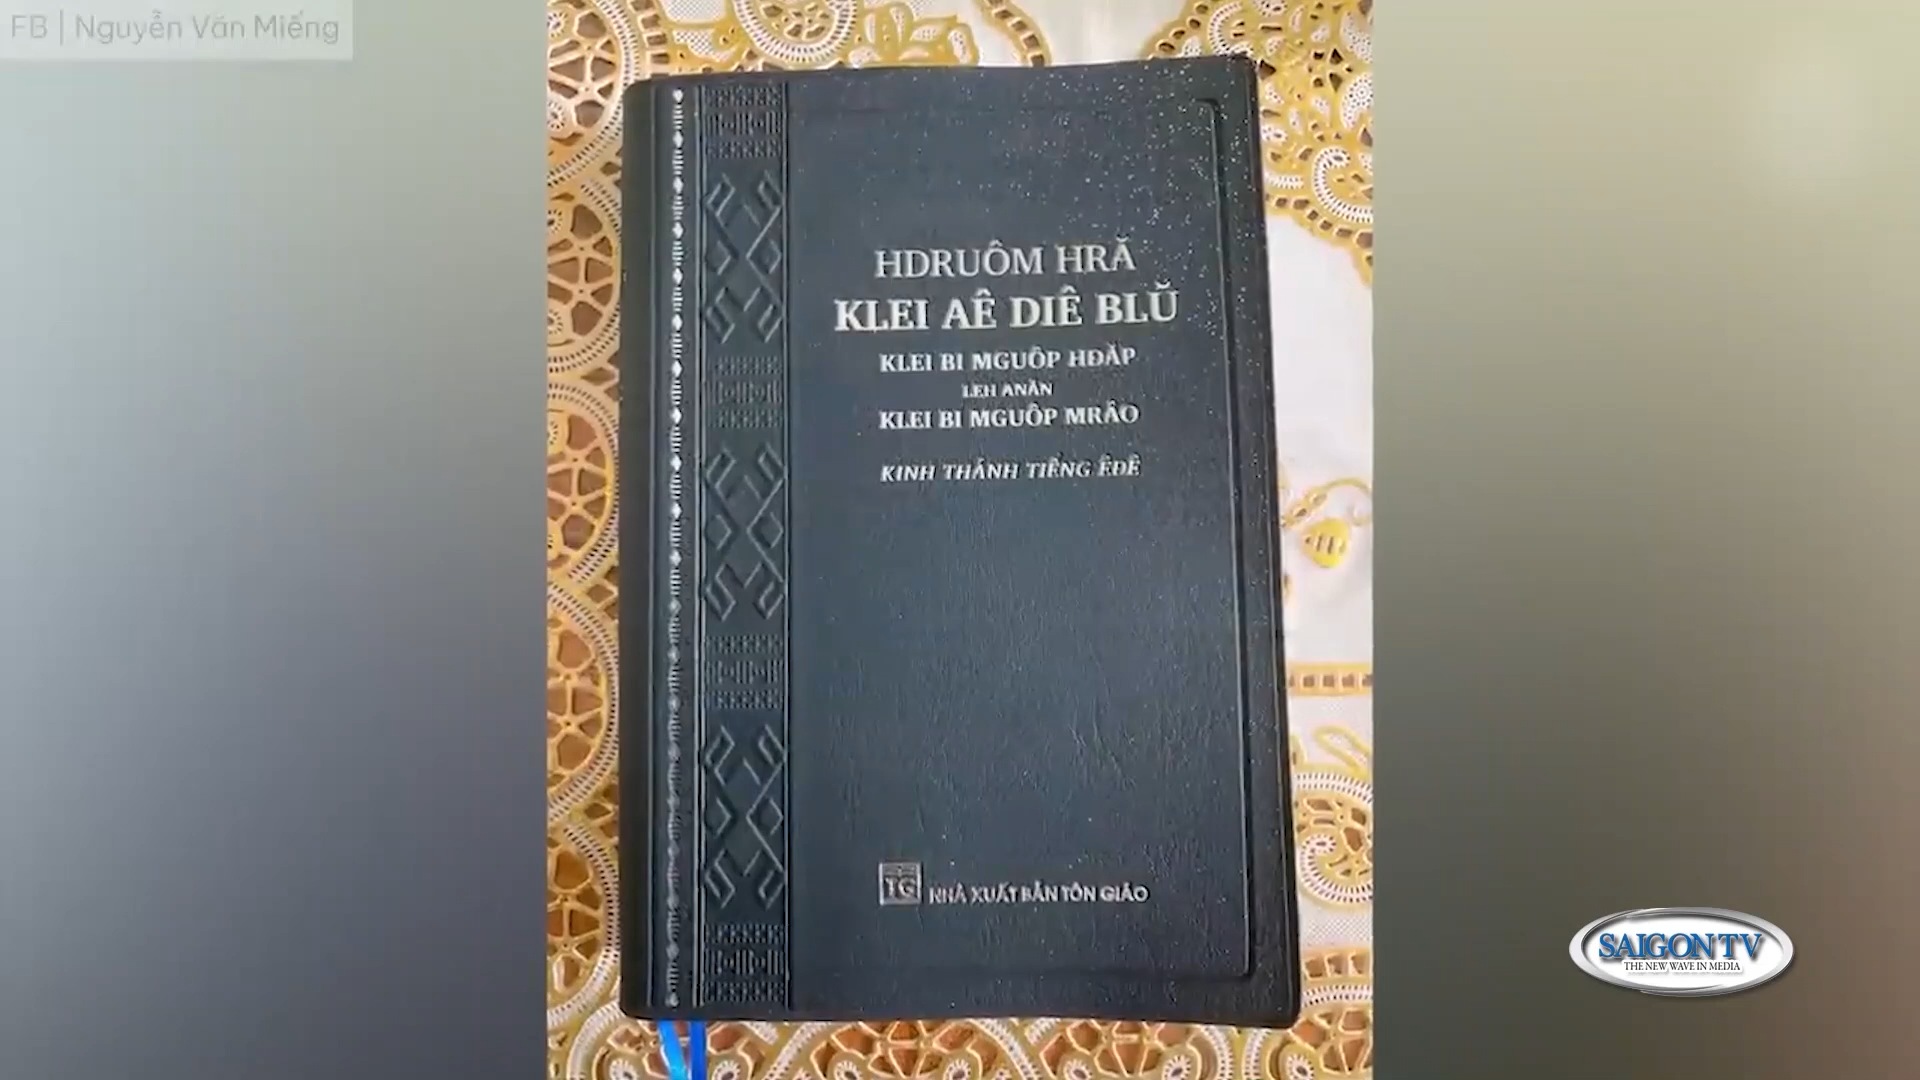 FB | Nguyễn Văn Miếng
HDRUÔM HRĂ
KLEI AÊ DIÊ BLŬ
KLEI BI MGUÔP HĐĂP
LEH ANĂN
KLEI BI MGUÔP MRÂO
KINH THÁNH TIẾNG ÊĐÊ
TG NHÀ XUẤT BẢN TÔN GIÁO
SAIGON TV
THE NEW WAVE IN MEDIA